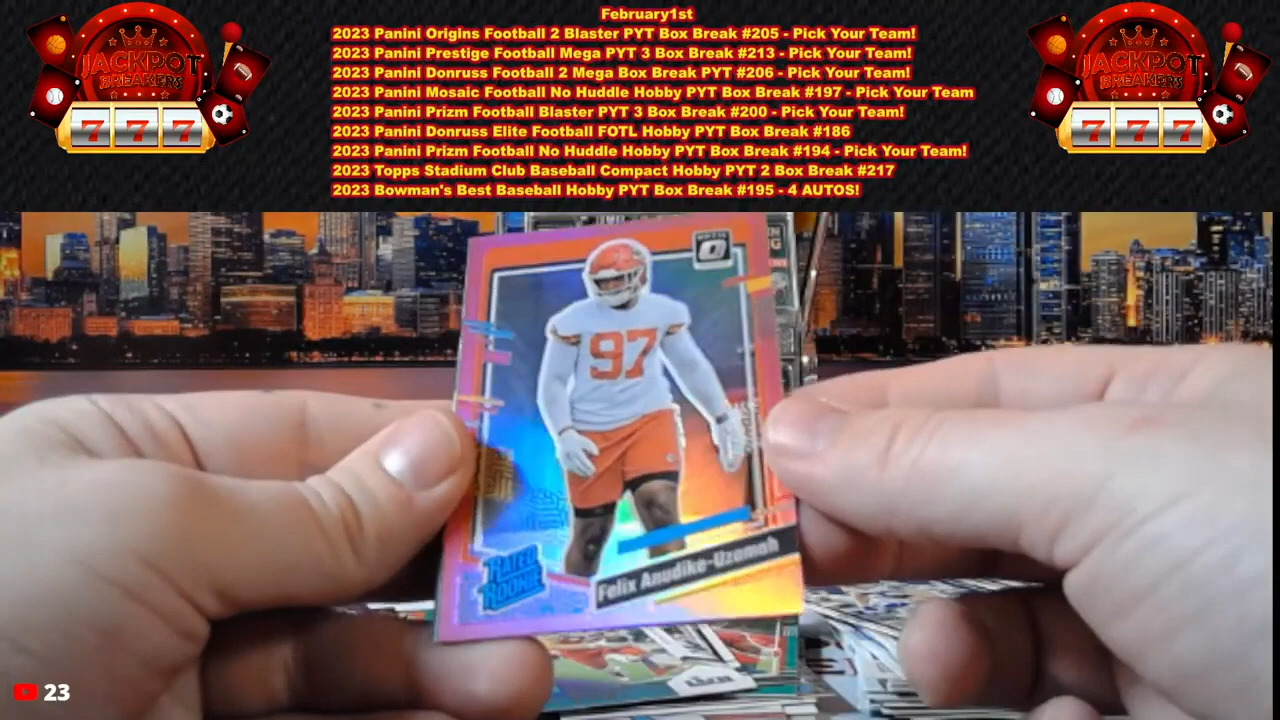 February1st
2023 Panini Origins Football 2 Blaster PYT Box Break #205 - Pick Your Team!
2023 Panini Prestige Football Mega PYT 3 Box Break #213 - Pick Your Team!
2023 Panini Donruss Football 2 Mega Box Break PYT #206 - Pick Your Team!
2023 Panini Mosaic Football No Huddle Hobby PYT Box Break #197 - Pick Your Team
2023 Panini Prizm Football Blaster PYT 3 Box Break #200 - Pick Your Team!
2023 Panini Donruss Elite Football FOTL Hobby PYT Box Break #186
2023 Panini Prizm Football No Huddle Hobby PYT Box Break #194 - Pick Your Team!
2023 Topps Stadium Club Baseball Compact Hobby PYT 2 Box Break #217
2023 Bowman's Best Baseball Hobby PYT Box Break #195 - 4 AUTOS!
JACKPOT
BREAKERS
7 7 7
JACKPOT
BREAKERS
7 7 7
97
RATED
ROOKIE
Felix Anudike-Uzomah
23